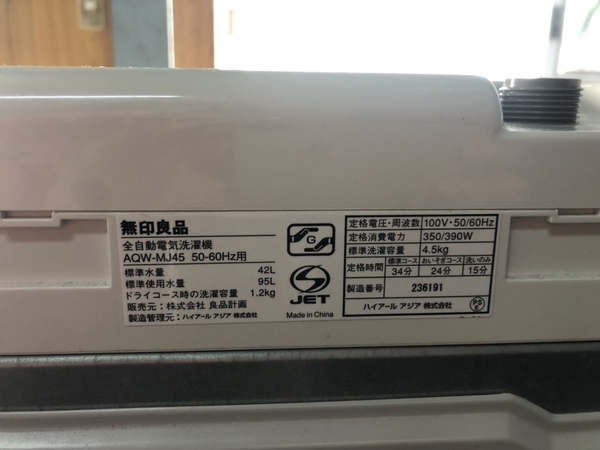 無印良品
全自動電気洗濯機
AQW-MJ45 50-60Hz用
標準水量 42L
標準使用水量 95L
ドライコース時の洗濯容量 1.2kg
販売元：株式会社 良品計画
製造管理元：ハイアール アジア 株式会社
G
S
JET
Made in China
定格電圧・周波数 100V・50/60Hz
定格消費電力 350/390W
標準洗濯容量 4.5kg
定格時間 標準コース おいそぎコース 洗いのみ
34分 24分 15分
製造番号 236191
ハイアール アジア 株式会社
PS
E